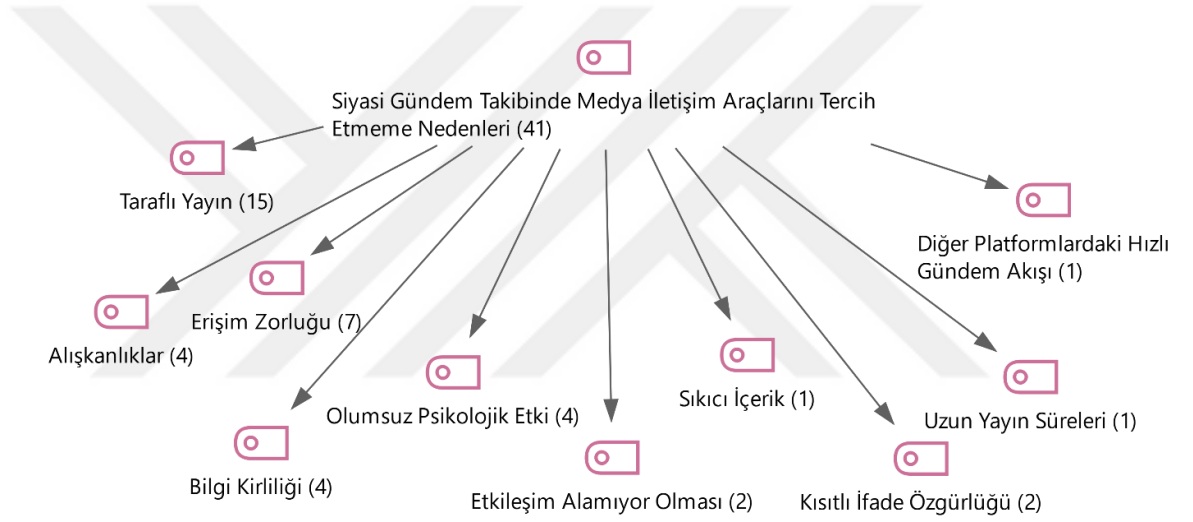 Siyasi Gündem Takibinde Medya İletişim Araçlarını Tercih
Etmeme Nedenleri (41)
Taraflı Yayın (15)
Diğer Platformlardaki Hızlı
Gündem Akışı (1)
Erişim Zorluğu (7)
Alışkanlıklar (4)
Sıkıcı İçerik (1)
Olumsuz Psikolojik Etki (4)
Uzun Yayın Süreleri (1)
Bilgi Kirliliği (4)
Etkileşim Alamıyor Olması (2)
Kısıtlı İfade Özgürlüğü (2)